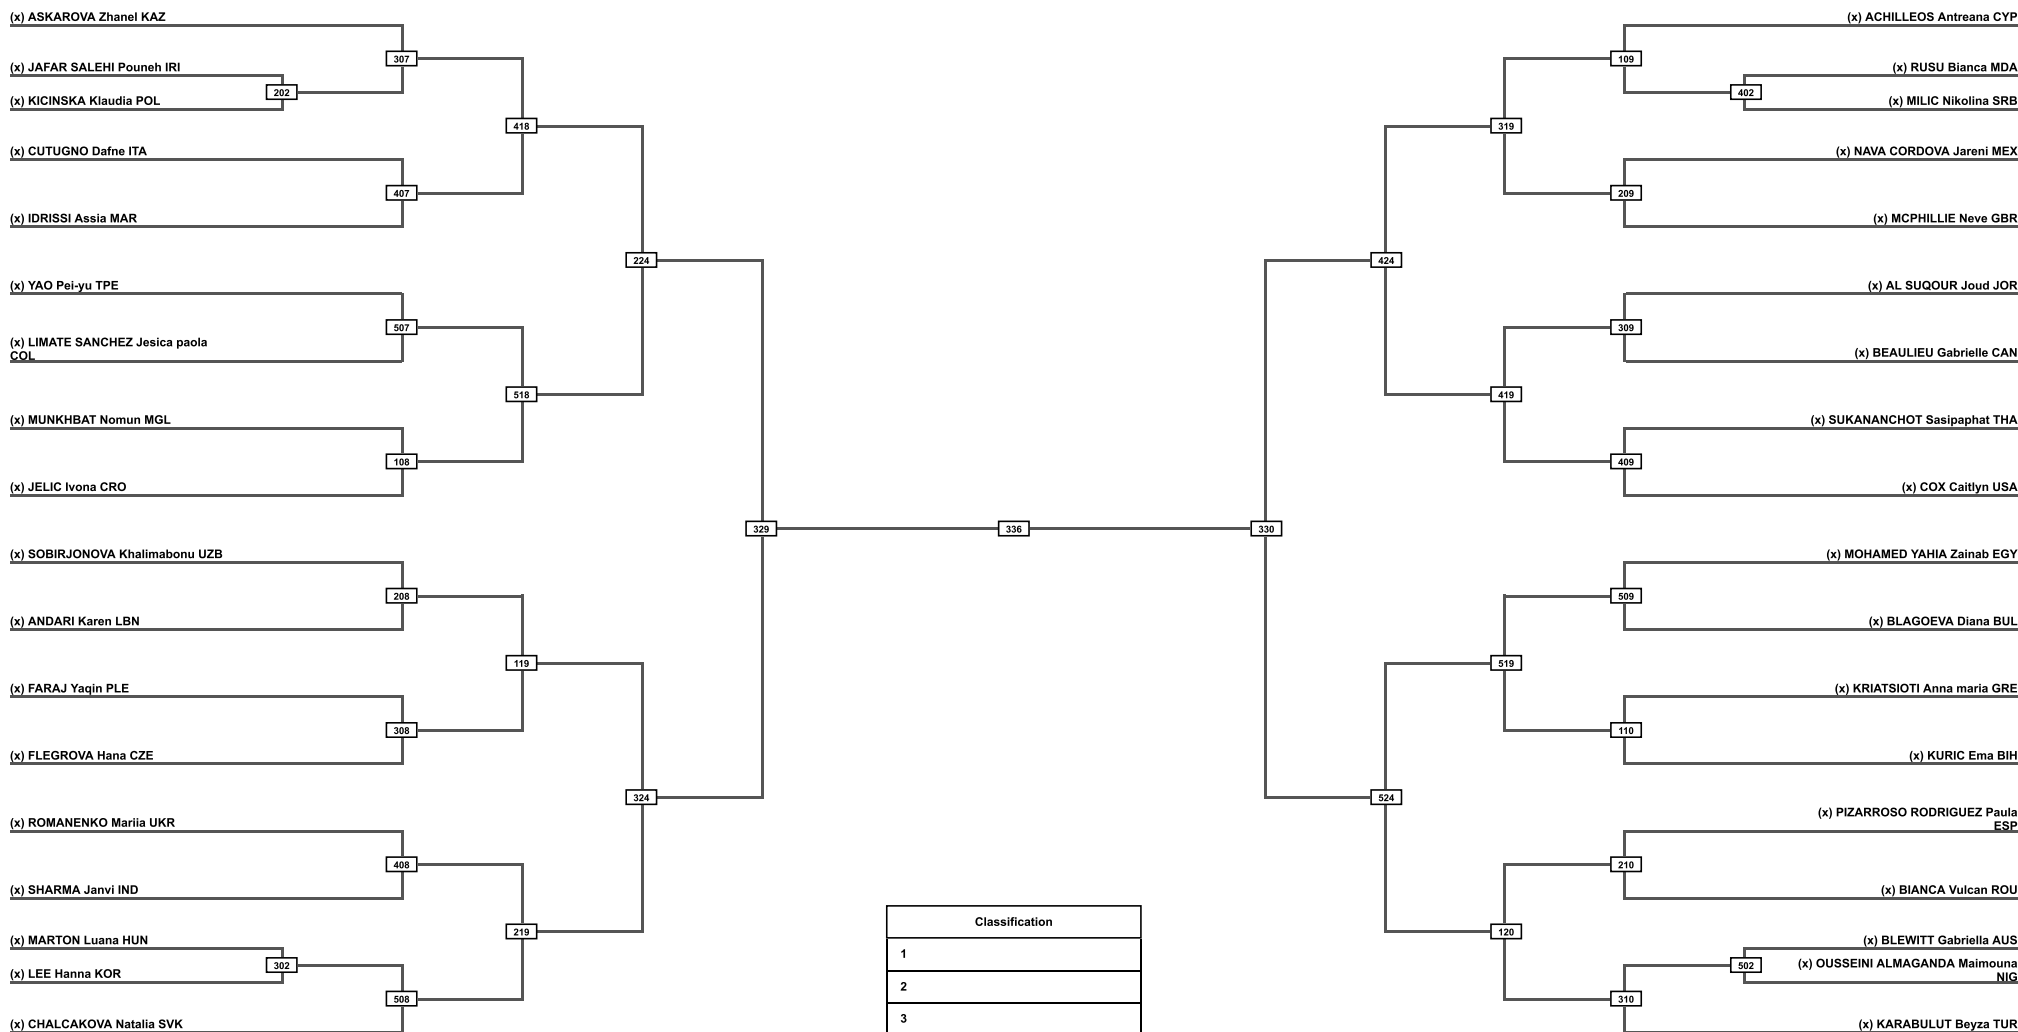 (x) ASKAROVA Zhanel KAZ
307
(x) JAFAR SALEHI Pouneh IRI
202
(x) KICINSKA Klaudia POL
418
(x) CUTUGNO Dafne ITA
407
(x) IDRISSI Assia MAR
224
(x) YAO Pei-yu TPE
507
(x) LIMATE SANCHEZ Jesica paola
COL
518
(x) MUNKHBAT Nomun MGL
108
(x) JELIC Ivona CRO
329
336
330
(x) SOBIRJONOVA Khalimabonu UZB
208
(x) ANDARI Karen LBN
119
(x) FARAJ Yaqin PLE
308
(x) FLEGROVA Hana CZE
324
(x) ROMANENKO Mariia UKR
408
(x) SHARMA Janvi IND
219
(x) MARTON Luana HUN
302
(x) LEE Hanna KOR
508
(x) CHALCAKOVA Natalia SVK
(x) ACHILLEOS Antreana CYP
109
(x) RUSU Bianca MDA
402
(x) MILIC Nikolina SRB
319
(x) NAVA CORDOVA Jareni MEX
209
(x) MCPHILLIE Neve GBR
424
(x) AL SUQOUR Joud JOR
309
(x) BEAULIEU Gabrielle CAN
419
(x) SUKANANCHOT Sasipaphat THA
409
(x) COX Caitlyn USA
(x) MOHAMED YAHIA Zainab EGY
509
(x) BLAGOEVA Diana BUL
519
(x) KRIATSIOTI Anna maria GRE
110
(x) KURIC Ema BIH
524
(x) PIZARROSO RODRIGUEZ Paula
ESP
210
(x) BIANCA Vulcan ROU
120
(x) BLEWITT Gabriella AUS
502
(x) OUSSEINI ALMAGANDA Maimouna
NIG
310
(x) KARABULUT Beyza TUR
Classification
1
2
3